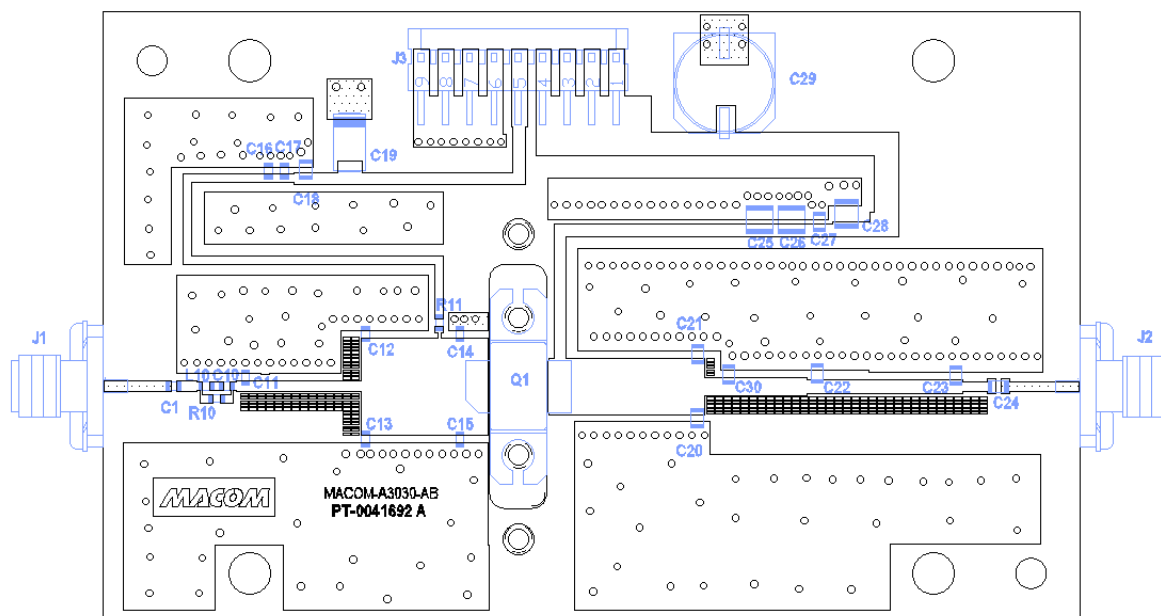 J3
9 8 7 6 5 4 3 2 1
C29
C16 C17
C19
C18
C28
C25 C26 C27
R11
J1
J2
C21
C12
C14
Q1
L10 C10
C11
C30
C22
C23
C1
R10
C24
C13
C15
C20
MACOM
MACOM-A3030-AB
PT-0041692 A